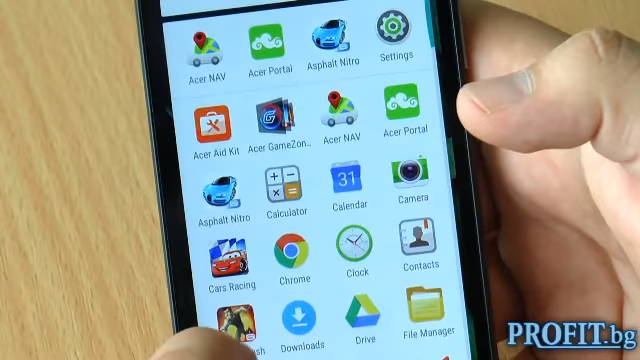 Acer NAV
Acer Portal
Asphalt Nitro
Settings
Acer Aid Kit
Acer GameZon...
Acer NAV
Acer Portal
Asphalt Nitro
Calculator
31
Calendar
Camera
Cars Racing
Chrome
Clock
Contacts
Downloads
Drive
File Manager
PROFIT.bg